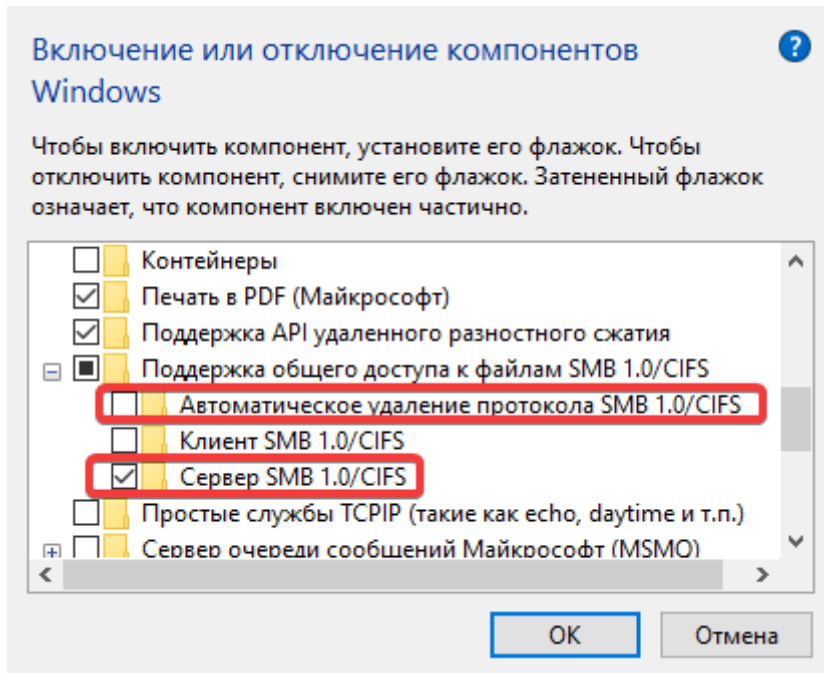 Включение или отключение компонентов
Windows
?
Чтобы включить компонент, установите его флажок. Чтобы
отключить компонент, снимите его флажок. Затененный флажок
означает, что компонент включен частично.
Контейнеры
Печать в PDF (Майкрософт)
Поддержка API удаленного разностного сжатия
Поддержка общего доступа к файлам SMB 1.0/CIFS
Автоматическое удаление протокола SMB 1.0/CIFS
Клиент SMB 1.0/CIFS
Сервер SMB 1.0/CIFS
Простые службы TCPIP (такие как echo, daytime и т.п.)
Сервер очереди сообщений Майкрософт (MSMQ)
ОК
Отмена